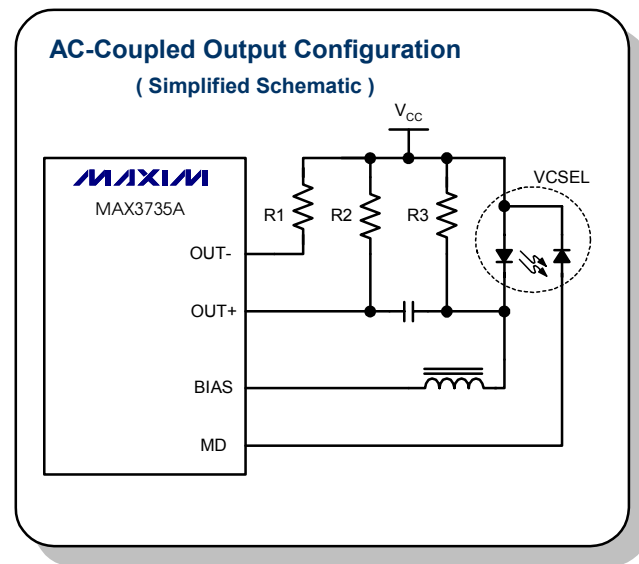 AC-Coupled Output Configuration
( Simplified Schematic )
VCC
MAXIM
VCSEL
MAX3735A
R1
R2
R3
OUT-
OUT+
BIAS
MD